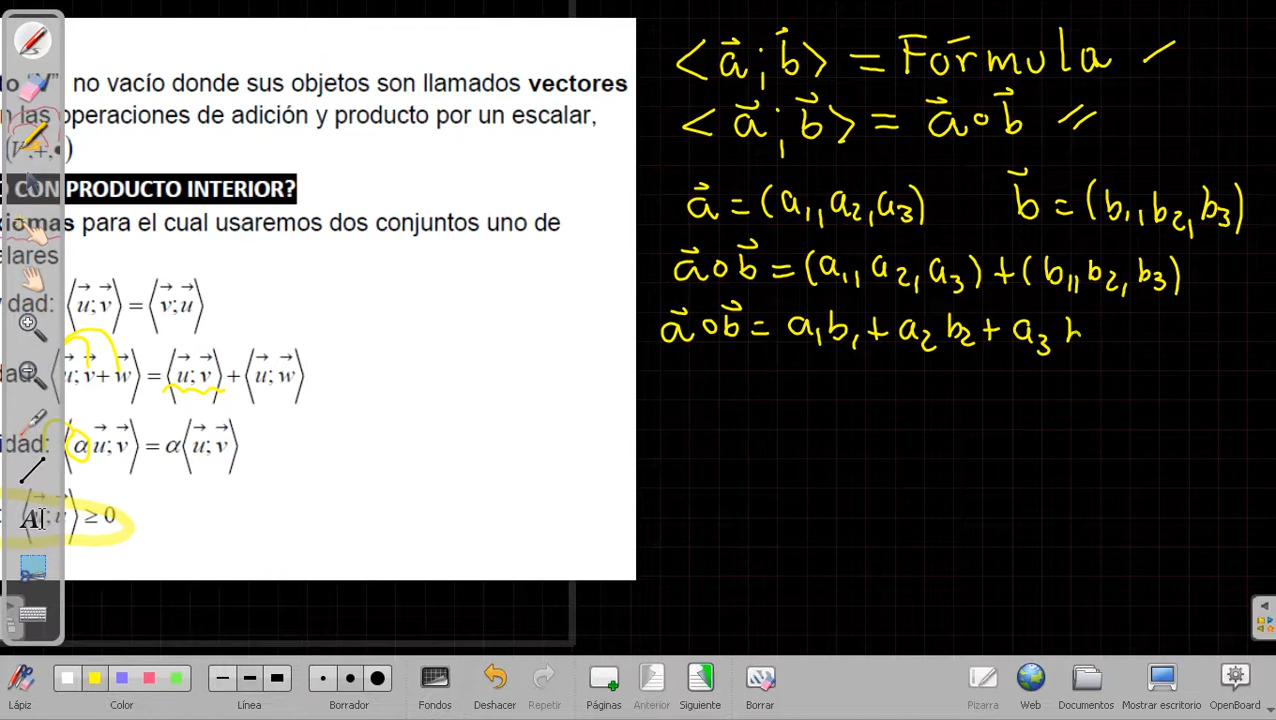 no vacío donde sus objetos son llamados vectores
las operaciones de adición y producto por un escalar,
(V,+,•)
CON PRODUCTO INTERIOR?
para el cual usaremos dos conjuntos uno de
⟨u⃗;v⃗⟩ = ⟨v⃗;u⃗⟩
⟨u⃗;v⃗+w⃗⟩ = ⟨u⃗;v⃗⟩ + ⟨u⃗;w⃗⟩
⟨αu⃗;v⃗⟩ = α⟨u⃗;v⃗⟩
≥ 0
<a⃗;b⃗> = Formula
<a⃗;b⃗> = a⃗∘b⃗
a⃗ = (a₁,a₂,a₃) b⃗ = (b₁,b₂,b₃)
a⃗∘b⃗ = (a₁,a₂,a₃) + (b₁,b₂,b₃)
a⃗∘b⃗ = a₁b₁ + a₂b₂ + a₃
Lápiz
Color
Línea
Borrador
Fondos
Deshacer
Repetir
Páginas
Anterior
Siguiente
Borrar
Pizarra
Web
Documentos
Mostrar escritorio
OpenBoard